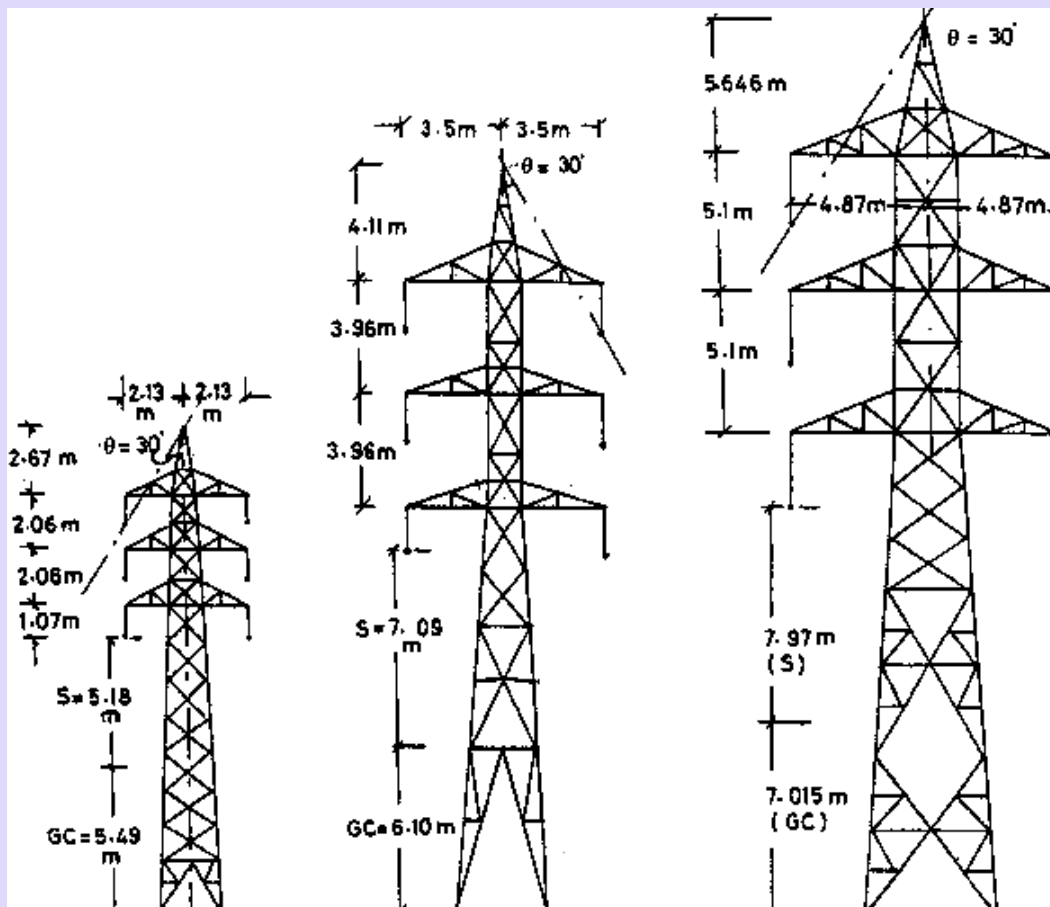 2.13 m
2.13 m
θ = 30°
2.67 m
2.06 m
2.06m
1.07m
S = 5.18 m
GC = 5.49 m
3.5m
3.5m
θ = 30°
4.11 m
3.96m
3.96m
S = 7.09 m
GC=6.10 m
θ = 30°
5.646 m
4.87m
4.87m
5.1m
5.1m
7.97m
(S)
7.015m
(GC)